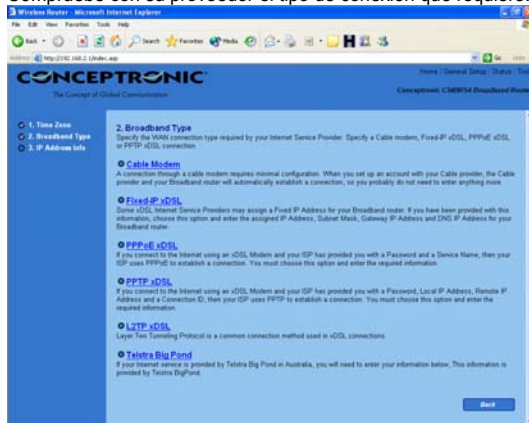 Compruebe con su proveedor el tipo de conexión que requiere.
Wireless Router - Microsoft Internet Explorer
File Edit View Favorites Tools Help
Back Search Favorites Media
Address http://192.168.2.1/index.asp Go Links
CONCEPTRONIC
Home | General Setup | Status | Tool
The Concept of Global Communication
Conceptronic C54BRS4 Broadband Router
1. Time Zone
2. Broadband Type
3. IP Address Info
2. Broadband Type
Specify the WAN connection type required by your Internet Service Provider. Specify a Cable modem, Fixed-IP xDSL, PPPoE xDSL
or PPTP xDSL connection.
Cable Modem
A connection through a cable modem requires minimal configuration. When you set up an account with your Cable provider, the Cable
provider and your Broadband router will automatically establish a connection, so you probably do not need to enter anything more.
Fixed-IP xDSL
Some xDSL Internet Service Providers may assign a Fixed IP Address for your Broadband router. If you have been provided with this
information, choose this option and enter the assigned IP Address, Subnet Mask, Gateway IP Address and DNS IP Address for your
Broadband router.
PPPoE xDSL
If you connect to the Internet using an xDSL Modem and your ISP has provided you with a Password and a Service Name, then your
ISP uses PPPoE to establish a connection. You must choose this option and enter the required information.
PPTP xDSL
If you connect to the Internet using an xDSL Modem and your ISP has provided you with a Password, Local IP Address, Remote IP
Address and a Connection ID, then your ISP uses PPTP to establish a connection. You must choose this option and enter the
required information.
L2TP xDSL
Layer Two Tunneling Protocol is a common connection method used in xDSL connections.
Telstra Big Pond
If your Internet service is provided by Telstra Big Pond in Australia, you will need to enter your information below. This information is
provided by Telstra BigPond.
Back